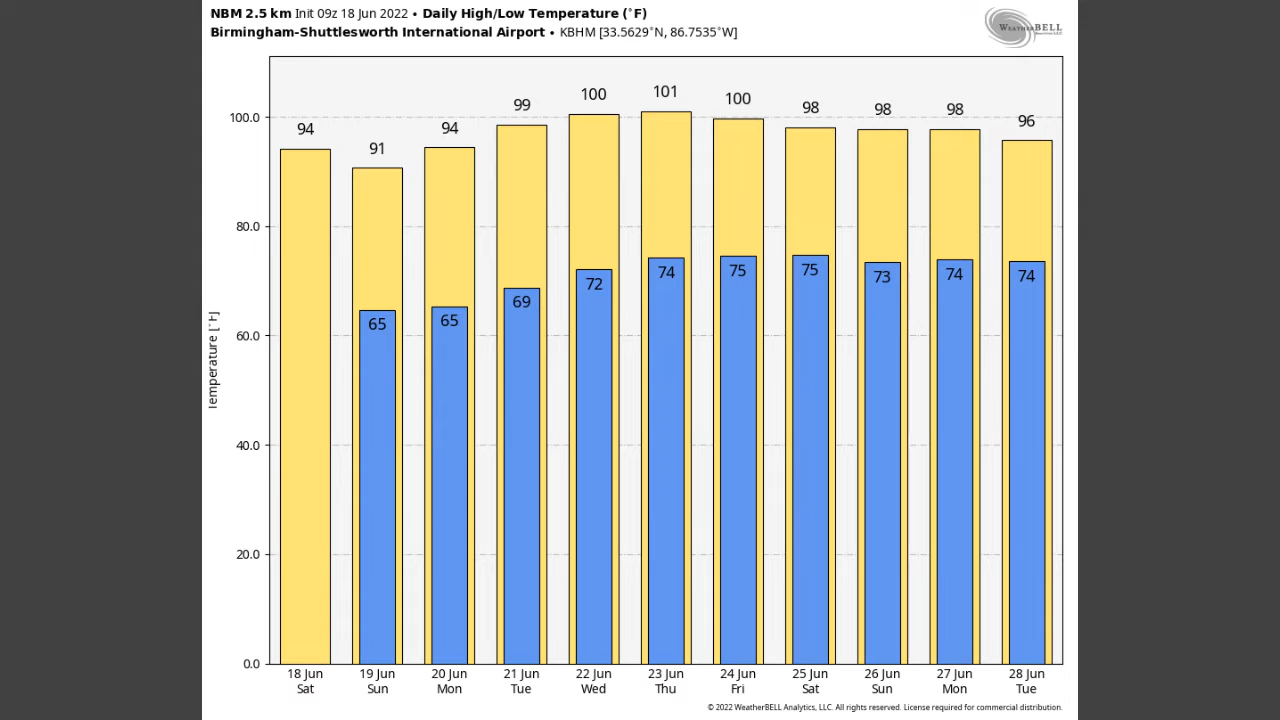 NBM 2.5 km Init 09z 18 Jun 2022 • Daily High/Low Temperature (°F)
Birmingham-Shuttlesworth International Airport • KBHM [33.5629°N, 86.7535°W]
WEATHERBELL
Temperature [°F]
100.0
80.0
60.0
40.0
20.0
0.0
94 91 94 99 100 101 100 98 98 98 96
65 65 69 72 74 75 75 73 74 74
18 Jun 19 Jun 20 Jun 21 Jun 22 Jun 23 Jun 24 Jun 25 Jun 26 Jun 27 Jun 28 Jun
Sat Sun Mon Tue Wed Thu Fri Sat Sun Mon Tue
© 2022 WeatherBELL Analytics, LLC. All rights reserved. License required for commercial distribution.